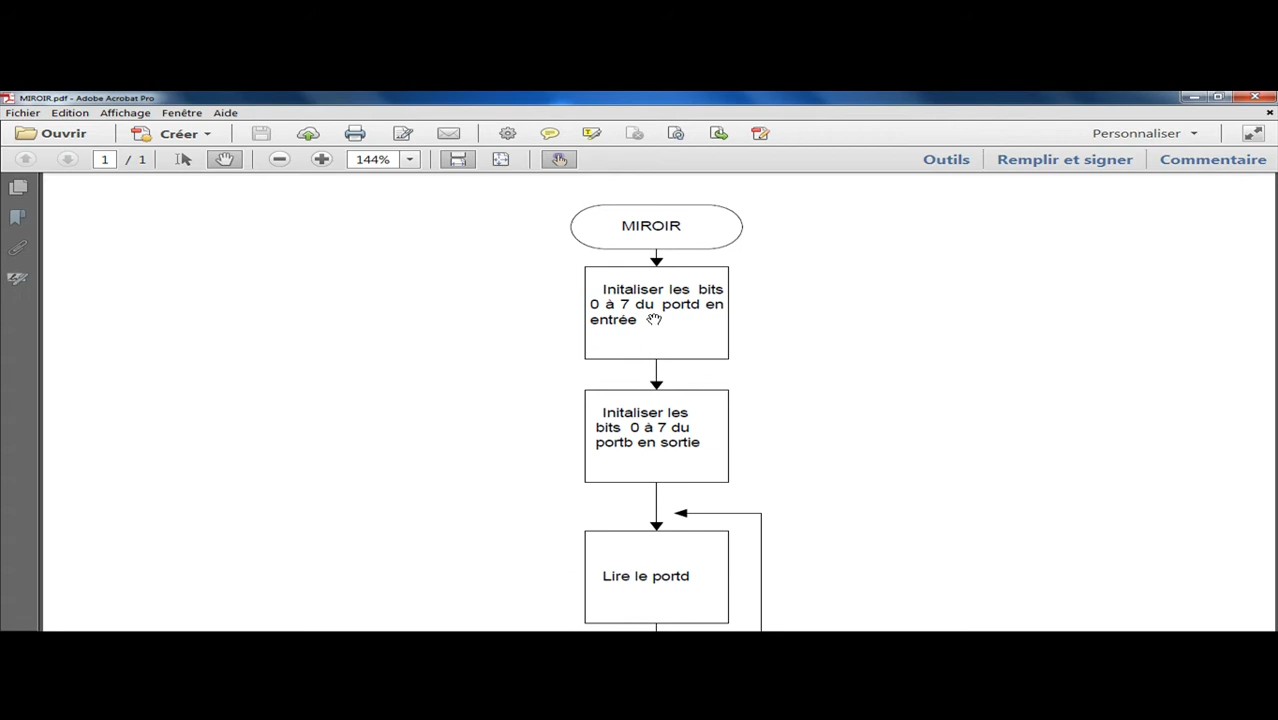 MIROIR.pdf - Adobe Acrobat Pro
Fichier Edition Affichage Fenêtre Aide
Ouvrir Créer Personnaliser
1 / 1 144% Outils Remplir et signer Commentaire
MIROIR
Initaliser les bits
0 à 7 du portd en
entrée
Initaliser les
bits 0 à 7 du
portb en sortie
Lire le portd